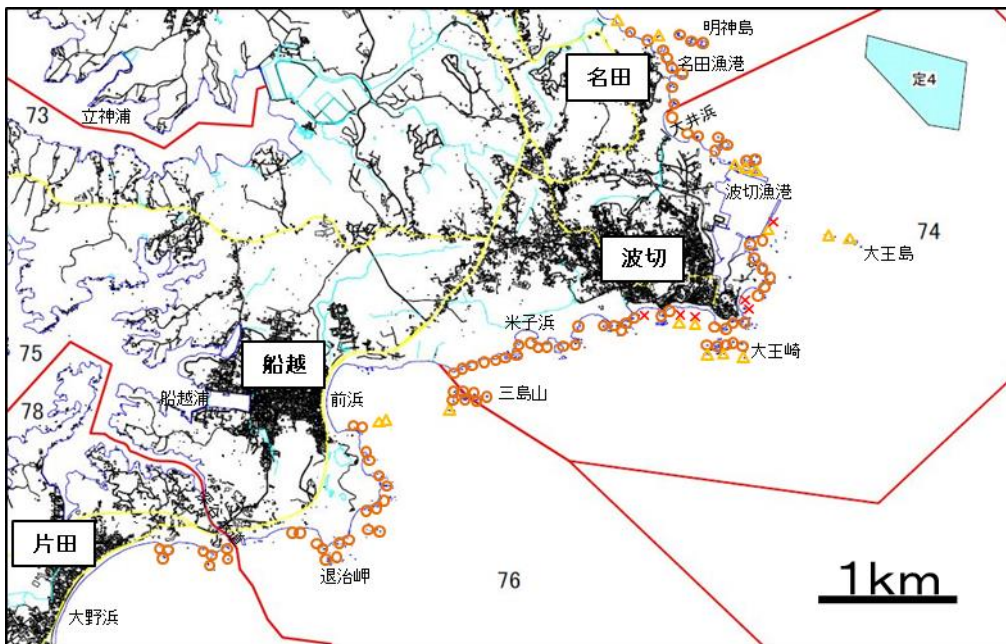 明神島
名田漁港
名田
定4
大井浜
73
立神浦
波切漁港
74
大王島
波切
米子浜
大王崎
75
船越
78
船越浦
前浜
三島山
片田
退治岬
76
1km
大野浜